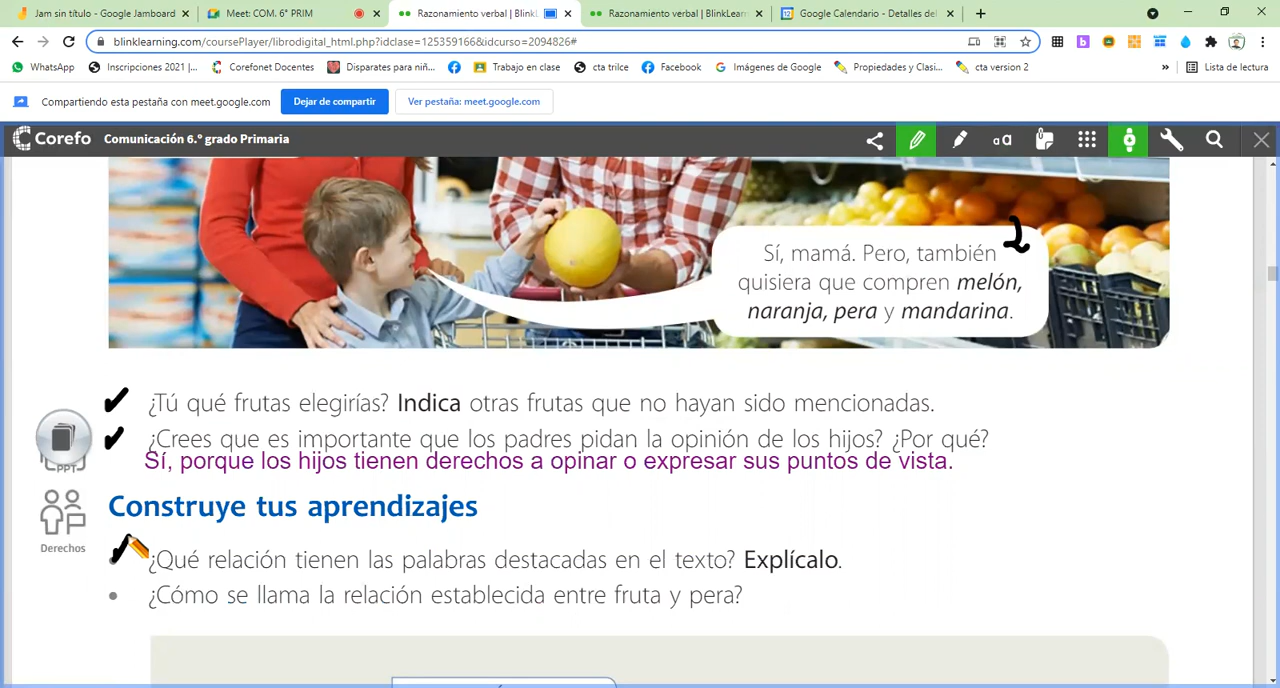 Jam sin título - Google Jamboard
Meet: COM. 6° PRIM
Razonamiento verbal | Blink
Razonamiento verbal | BlinkLear
Google Calendario - Detalles del
blinklearning.com/coursePlayer/librodigital_html.php?idclase=125359166&idcurso=2094826#
WhatsApp
Inscripciones 2021 |...
Corefonet Docentes
Disparates para niñ...
Trabajo en clase
cta trilce
Facebook
Imágenes de Google
Propiedades y Clasi...
cta version 2
»
Lista de lectura
Compartiendo esta pestaña con meet.google.com
Dejar de compartir
Ver pestaña: meet.google.com
Corefo
Comunicación 6.º grado Primaria
aa
2
Sí, mamá. Pero, también
quisiera que compren melón,
naranja, pera y mandarina.
¿Tú qué frutas elegirías? Indica otras frutas que no hayan sido mencionadas.
¿Crees que es importante que los padres pidan la opinión de los hijos? ¿Por qué?
PPT
Sí, porque los hijos tienen derechos a opinar o expresar sus puntos de vista.
Construye tus aprendizajes
Derechos
¿Qué relación tienen las palabras destacadas en el texto? Explícalo.
• ¿Cómo se llama la relación establecida entre fruta y pera?